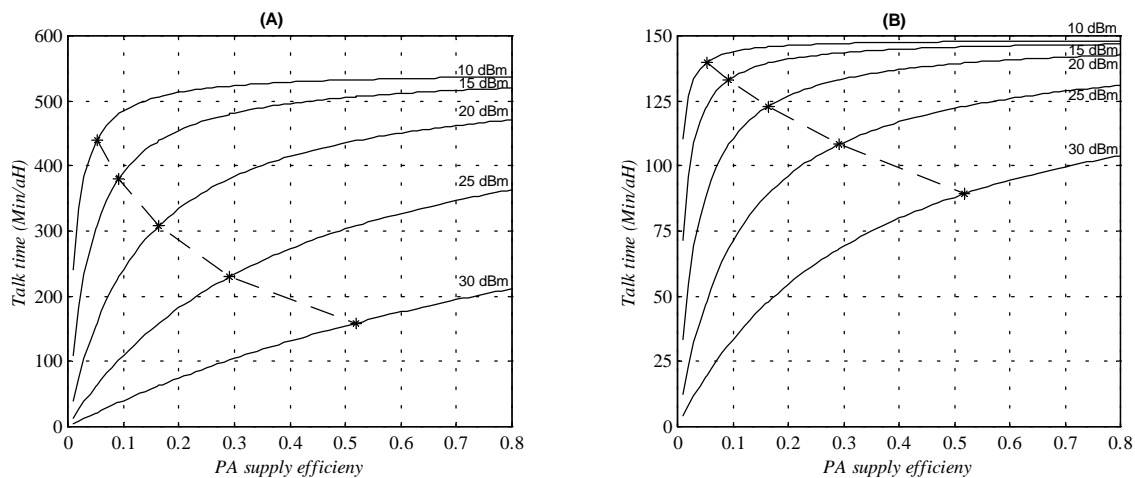 (A)
600
500
400
300
200
100
0
Talk time (Min/aH)
10 dBm
15 dBm
20 dBm
25 dBm
30 dBm
0 0.1 0.2 0.3 0.4 0.5 0.6 0.7 0.8
PA supply efficieny
(B)
150
125
100
75
50
25
0
Talk time (Min/aH)
10 dBm
15 dBm
20 dBm
25 dBm
30 dBm
0 0.1 0.2 0.3 0.4 0.5 0.6 0.7 0.8
PA supply efficieny